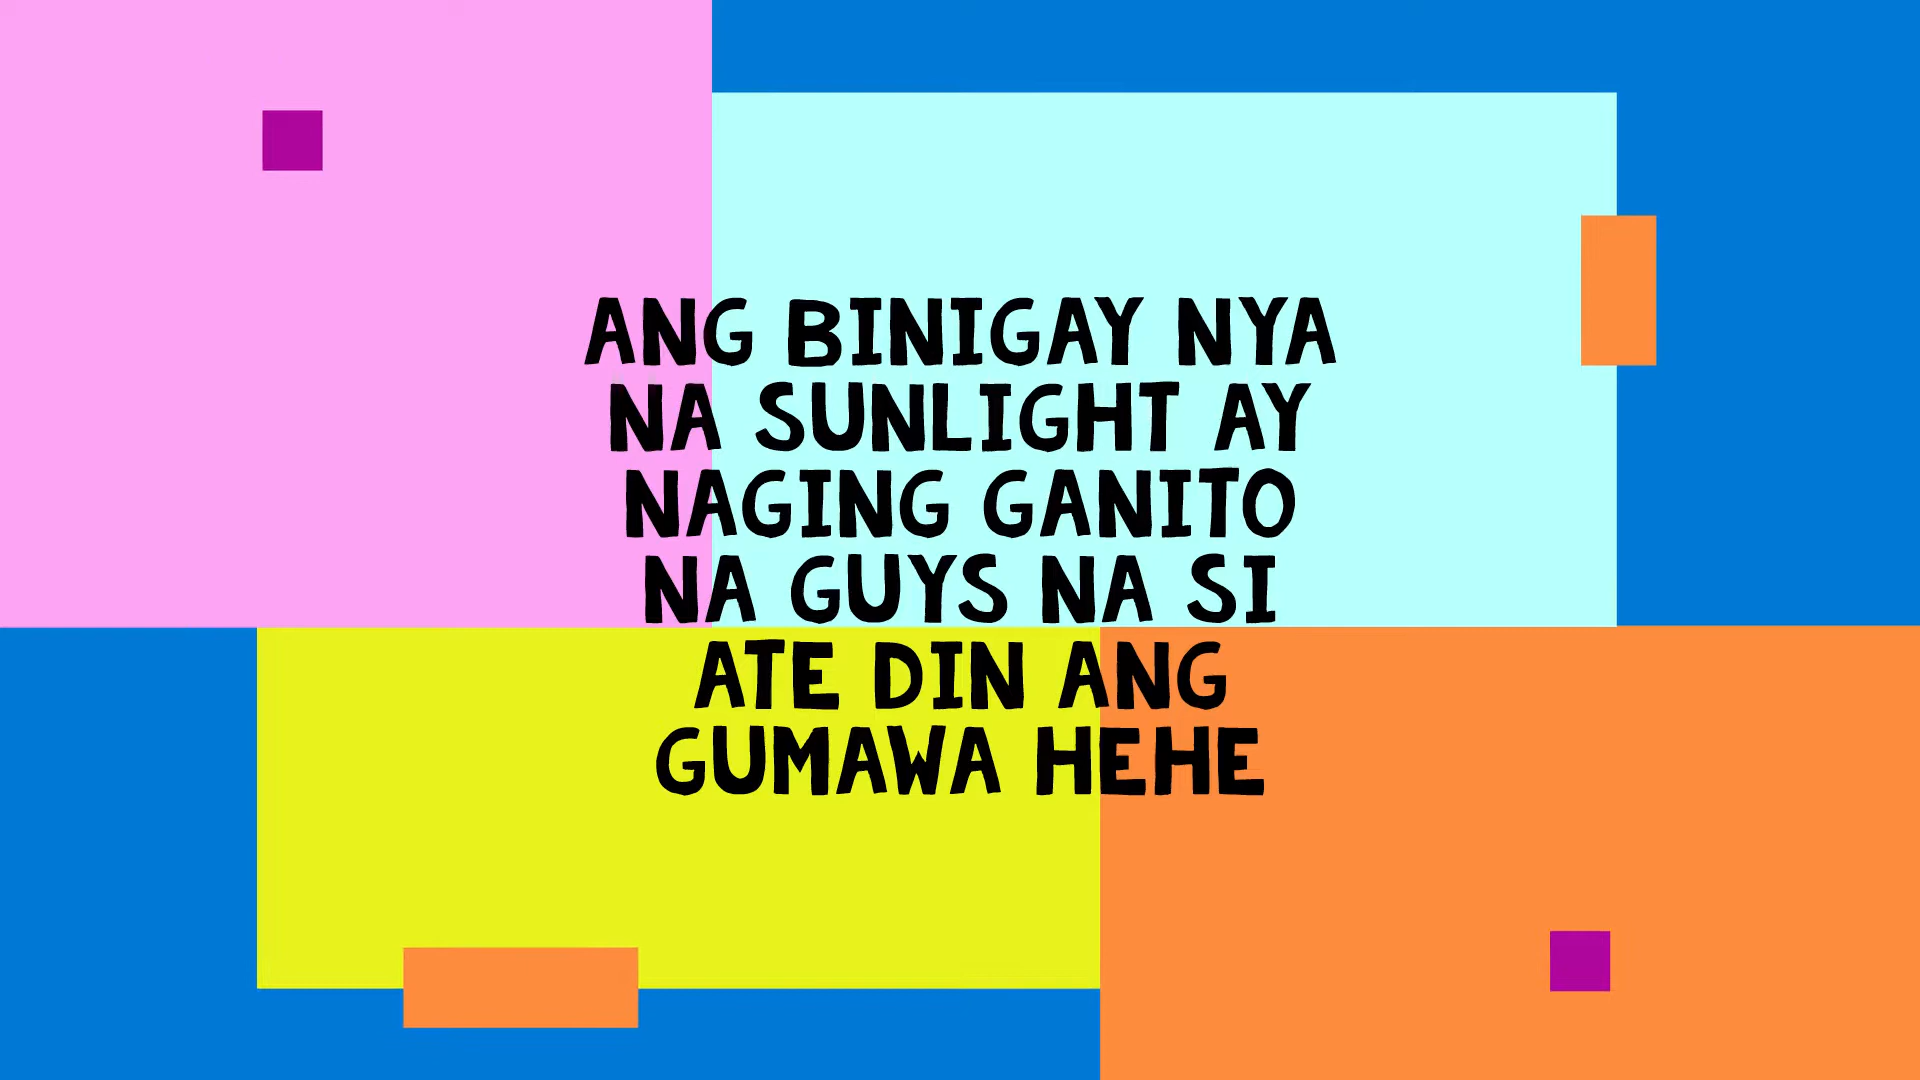 ANG BINIGAY NYA
NA SUNLIGHT AY
NAGING GANITO
NA GUYS NA SI
ATE DIN ANG
GUMAWA HEHE